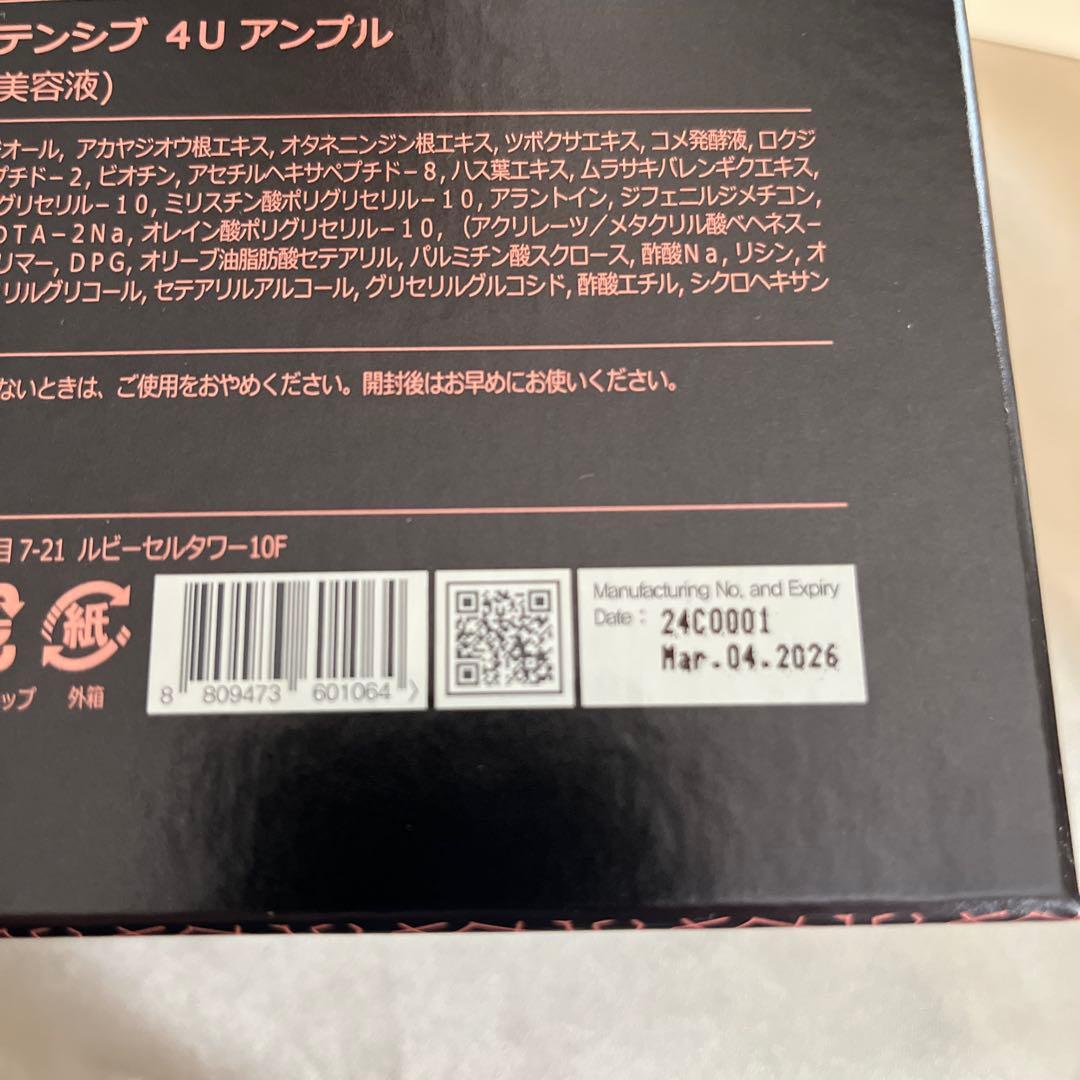 テンシブ 4U アンプル
美容液)
オール, アカヤジオウ根エキス, オタネニンジン根エキス, ツボクサエキス, コメ発酵液, ロクジ
プチド－2, ビオチン, アセチルヘキサペプチド－8, ハス葉エキス, ムラサキバレンギクエキス,
グリセリル－10, ミリスチン酸ポリグリセリル－10, アラントイン, ジフェニルジメチコン,
DTA－2Na, オレイン酸ポリグリセリル－10, （アクリレーツ／メタクリル酸ベヘネス－
リマー, DPG, オリーブ油脂肪酸セテアリル, パルミチン酸スクロース, 酢酸Na, リシン, オ
リルグリコール, セテアリルアルコール, グリセリルグルコシド, 酢酸エチル, シクロヘキサン
ないときは、ご使用をおやめください。開封後はお早めにお使いください。
目 7-21 ルビーセルタワー10F
紙
ップ 外箱
8 809473 601064 >
Manufacturing No. and Expiry
Date : 24C0001
Mar.04.2026